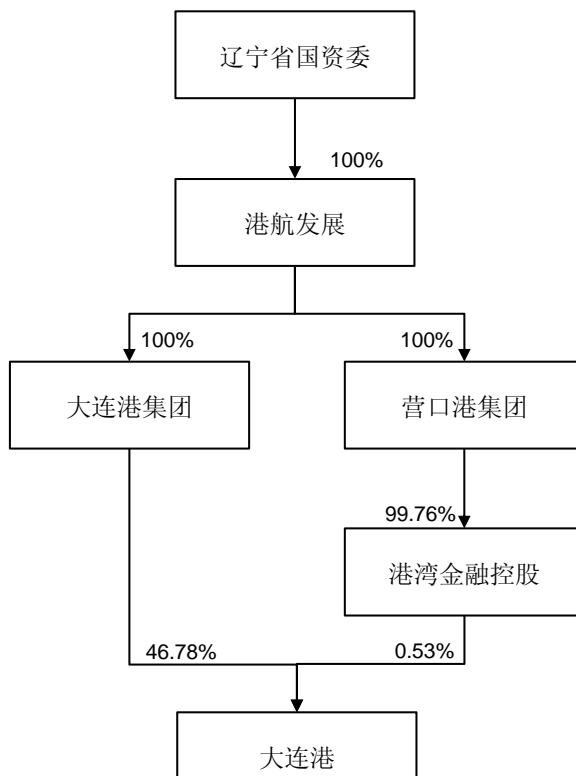 辽宁省国资委
100%
港航发展
100%
100%
大连港集团
营口港集团
99.76%
港湾金融控股
46.78%
0.53%
大连港